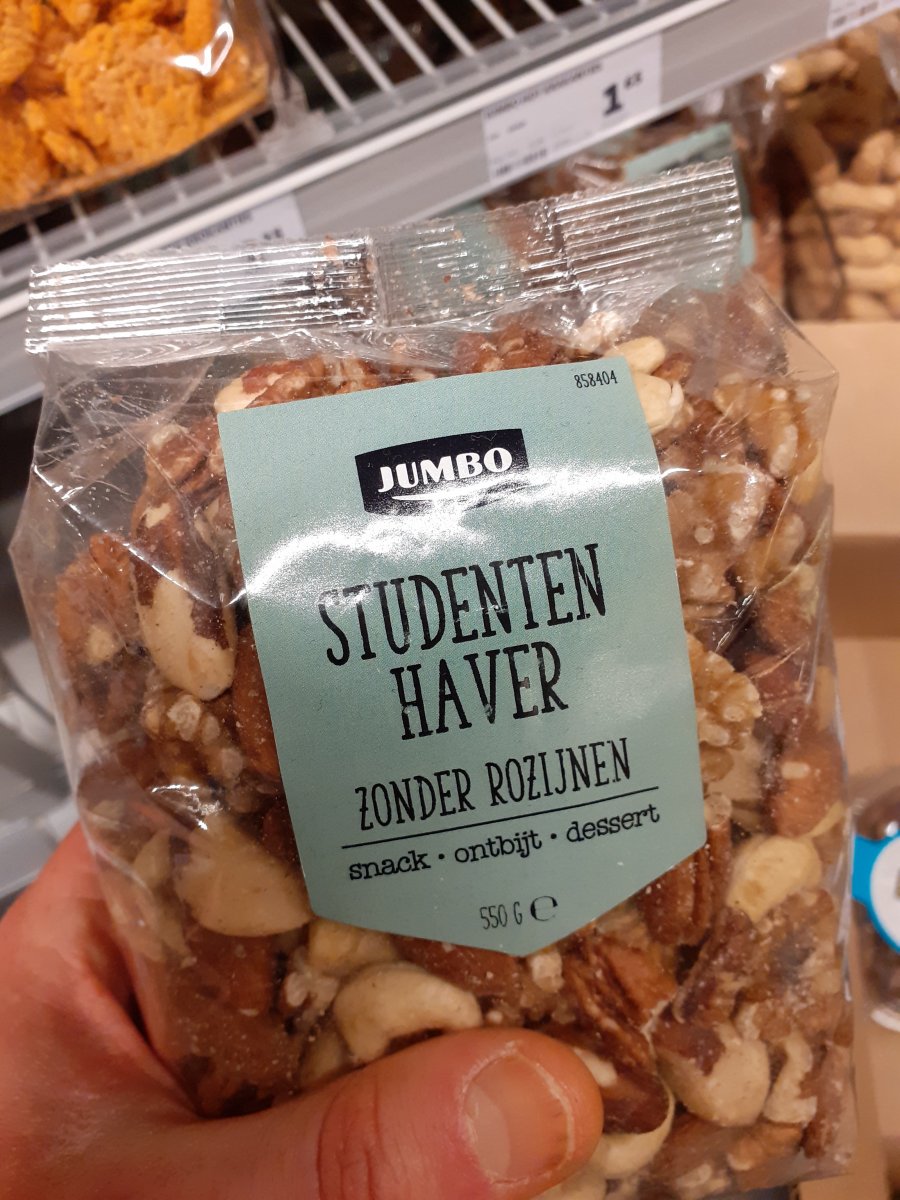 858404
JUMBO
STUDENTEN
HAVER
ZONDER ROZIJNEN
snack • ontbijt • dessert
550 G ℮